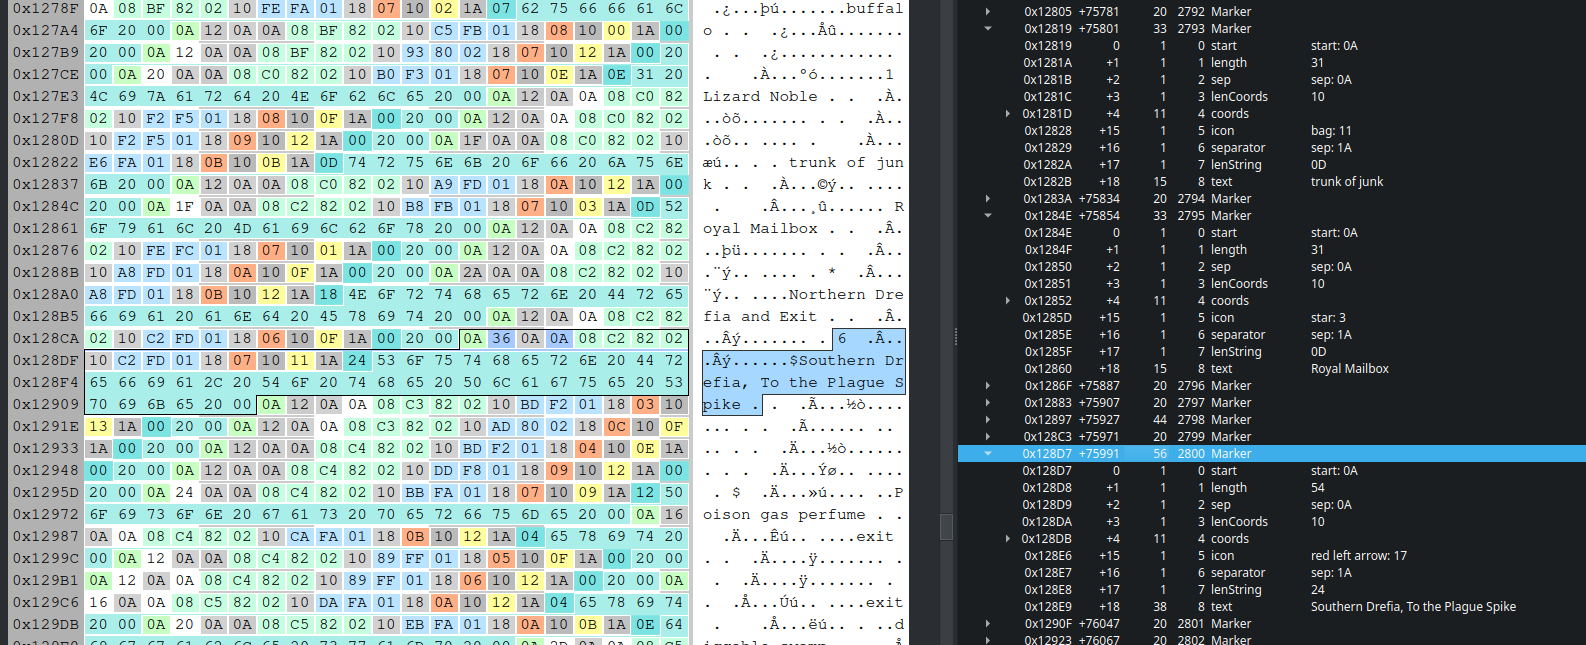 0x1278F 0A 08 BF 82 02 10 FE FA 01 18 07 10 02 1A 07 62 75 66 66 61 6C .¿...þú.......buffal
0x127A4 6F 20 00 0A 12 0A 0A 08 BF 82 02 10 C5 FB 01 18 08 10 00 1A 00 o . . .¿...Åû.......
0x127B9 20 00 0A 12 0A 0A 08 BF 82 02 10 93 80 02 18 07 10 12 1A 00 20 . .¿............
0x127CE 00 0A 20 0A 0A 08 C0 82 02 10 B0 F3 01 18 07 10 0E 1A 0E 31 20 . .À...°ó.......1
0x127E3 4C 69 7A 61 72 64 20 4E 6F 62 6C 65 20 00 0A 12 0A 0A 08 C0 82 Lizard Noble . . .À.
0x127F8 02 10 F2 F5 01 18 08 10 0F 1A 00 20 00 0A 12 0A 0A 08 C0 82 02 ..òõ....... . .À..
0x1280D 10 F2 F5 01 18 09 10 12 1A 00 20 00 0A 1F 0A 0A 08 C0 82 02 10 .òõ....... . .À...
0x12822 E6 FA 01 18 0B 10 0B 1A 0D 74 72 75 6E 6B 20 6F 66 20 6A 75 6E æú.. . . trunk of jun
0x12837 6B 20 00 0A 12 0A 0A 08 C0 82 02 10 A9 FD 01 18 0A 10 12 1A 00 k . . .À...©ý.. ....
0x1284C 20 00 0A 1F 0A 0A 08 C2 82 02 10 B8 FB 01 18 07 10 03 1A 0D 52 . .Â...¸û...... R
0x12861 6F 79 61 6C 20 4D 61 69 6C 62 6F 78 20 00 0A 12 0A 0A 08 C2 82 oyal Mailbox . . .Â.
0x12876 02 10 FE FC 01 18 07 10 01 1A 00 20 00 0A 12 0A 0A 08 C2 82 02 ..þü....... . .Â..
0x1288B 10 A8 FD 01 18 0A 10 0F 1A 00 20 00 0A 2A 0A 0A 08 C2 82 02 10 .¨ý.. ..... * .Â...
0x128A0 A8 FD 01 18 0B 10 12 1A 18 4E 6F 72 74 68 65 72 6E 20 44 72 65 ¨ý.. .....Northern Dre
0x128B5 66 69 61 20 61 6E 64 20 45 78 69 74 20 00 0A 12 0A 0A 08 C2 82 fia and Exit . . .Â.
0x128CA 02 10 C2 FD 01 18 06 10 0F 1A 00 20 00 0A 36 0A 0A 08 C2 82 02 ..Âý....... . 6 .Â..
0x128DF 10 C2 FD 01 18 07 10 11 1A 24 53 6F 75 74 68 65 72 6E 20 44 72 .Âý......$Southern Dr
0x128F4 65 66 69 61 2C 20 54 6F 20 74 68 65 20 50 6C 61 67 75 65 20 53 efia, To the Plague S
0x12909 70 69 6B 65 20 00 0A 12 0A 0A 08 C3 82 02 10 BD F2 01 18 03 10 pike . . .Ã...½ò....
0x1291E 13 1A 00 20 00 0A 12 0A 0A 08 C3 82 02 10 AD 80 02 18 0C 10 0F ... . . .Ã...... ..
0x12933 1A 00 20 00 0A 12 0A 0A 08 C4 82 02 10 BD F2 01 18 04 10 0E 1A .. . . .Ä...½ò......
0x12948 00 20 00 0A 12 0A 0A 08 C4 82 02 10 DD F8 01 18 09 10 12 1A 00 . . . .Ä...Ýø.. ....
0x1295D 20 00 0A 24 0A 0A 08 C4 82 02 10 BB FA 01 18 07 10 09 1A 12 50 . $ .Ä...»ú.... ..P
0x12972 6F 69 73 6F 6E 20 67 61 73 20 70 65 72 66 75 6D 65 20 00 0A 16 oison gas perfume . .
0x12987 0A 0A 08 C4 82 02 10 CA FA 01 18 0B 10 12 1A 04 65 78 69 74 20 .Ä...Êú.. ....exit
0x1299C 00 0A 12 0A 0A 08 C4 82 02 10 89 FF 01 18 05 10 0F 1A 00 20 00 . . .Ä....ÿ....... .
0x129B1 0A 12 0A 0A 08 C4 82 02 10 89 FF 01 18 06 10 12 1A 00 20 00 0A . .Ä....ÿ....... .
0x129C6 16 0A 0A 08 C5 82 02 10 DA FA 01 18 0A 10 12 1A 04 65 78 69 74 . .Å...Úú.. ....exit
0x129DB 20 00 0A 20 0A 0A 08 C5 82 02 10 EB FA 01 18 0A 10 0B 1A 0E 64 . .Å...ëú.. . ..d
0x12805 +75781 20 2792 Marker
0x12819 +75801 33 2793 Marker
0x12819 0 1 0 start start: 0A
0x1281A +1 1 1 length 31
0x1281B +2 1 2 sep sep: 0A
0x1281C +3 1 3 lenCoords 10
0x1281D +4 11 4 coords
0x12828 +15 1 5 icon bag: 11
0x12829 +16 1 6 separator sep: 1A
0x1282A +17 1 7 lenString 0D
0x1282B +18 15 8 text trunk of junk
0x1283A +75834 20 2794 Marker
0x1284E +75854 33 2795 Marker
0x1284E 0 1 0 start start: 0A
0x1284F +1 1 1 length 31
0x12850 +2 1 2 sep sep: 0A
0x12851 +3 1 3 lenCoords 10
0x12852 +4 11 4 coords
0x1285D +15 1 5 icon star: 3
0x1285E +16 1 6 separator sep: 1A
0x1285F +17 1 7 lenString 0D
0x12860 +18 15 8 text Royal Mailbox
0x1286F +75887 20 2796 Marker
0x12883 +75907 20 2797 Marker
0x12897 +75927 44 2798 Marker
0x128C3 +75971 20 2799 Marker
0x128D7 +75991 56 2800 Marker
0x128D7 0 1 0 start start: 0A
0x128D8 +1 1 1 length 54
0x128D9 +2 1 2 sep sep: 0A
0x128DA +3 1 3 lenCoords 10
0x128DB +4 11 4 coords
0x128E6 +15 1 5 icon red left arrow: 17
0x128E7 +16 1 6 separator sep: 1A
0x128E8 +17 1 7 lenString 24
0x128E9 +18 38 8 text Southern Drefia, To the Plague Spike
0x1290F +76047 20 2801 Marker
0x12923 +76067 20 2802 Marker